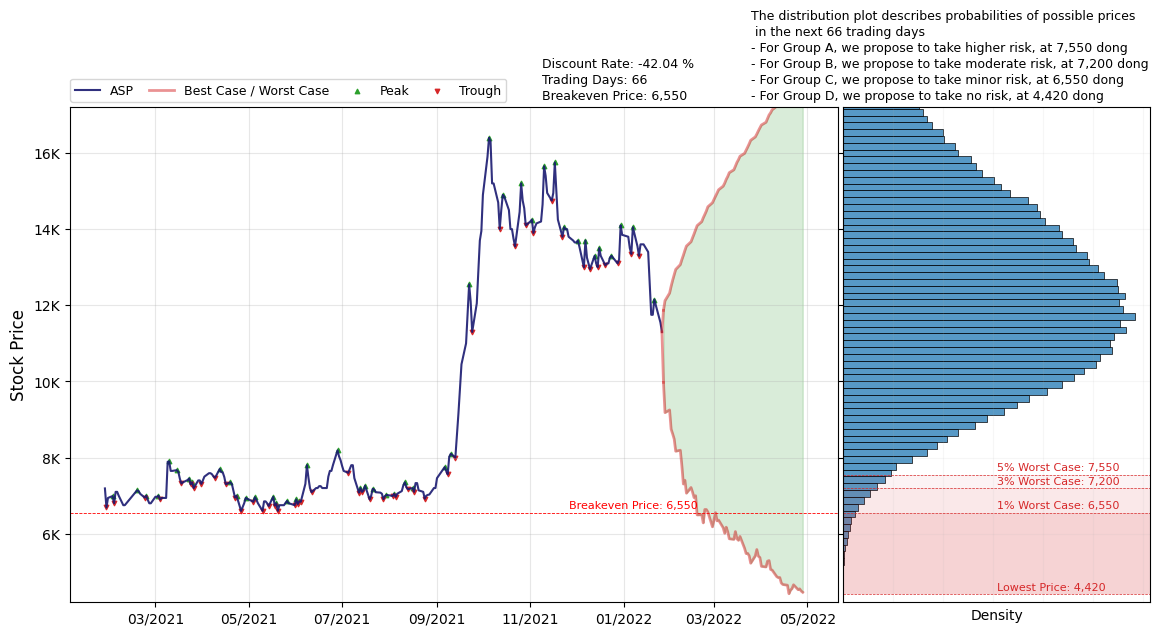 The distribution plot describes probabilities of possible prices
in the next 66 trading days
- For Group A, we propose to take higher risk, at 7,550 dong
- For Group B, we propose to take moderate risk, at 7,200 dong
- For Group C, we propose to take minor risk, at 6,550 dong
- For Group D, we propose to take no risk, at 4,420 dong
Discount Rate: -42.04 %
Trading Days: 66
Breakeven Price: 6,550
ASP
Best Case / Worst Case
Peak
Trough
Stock Price
16K
14K
12K
10K
8K
6K
Breakeven Price: 6,550
03/2021
05/2021
07/2021
09/2021
11/2021
01/2022
03/2022
05/2022
5% Worst Case: 7,550
3% Worst Case: 7,200
1% Worst Case: 6,550
Lowest Price: 4,420
Density